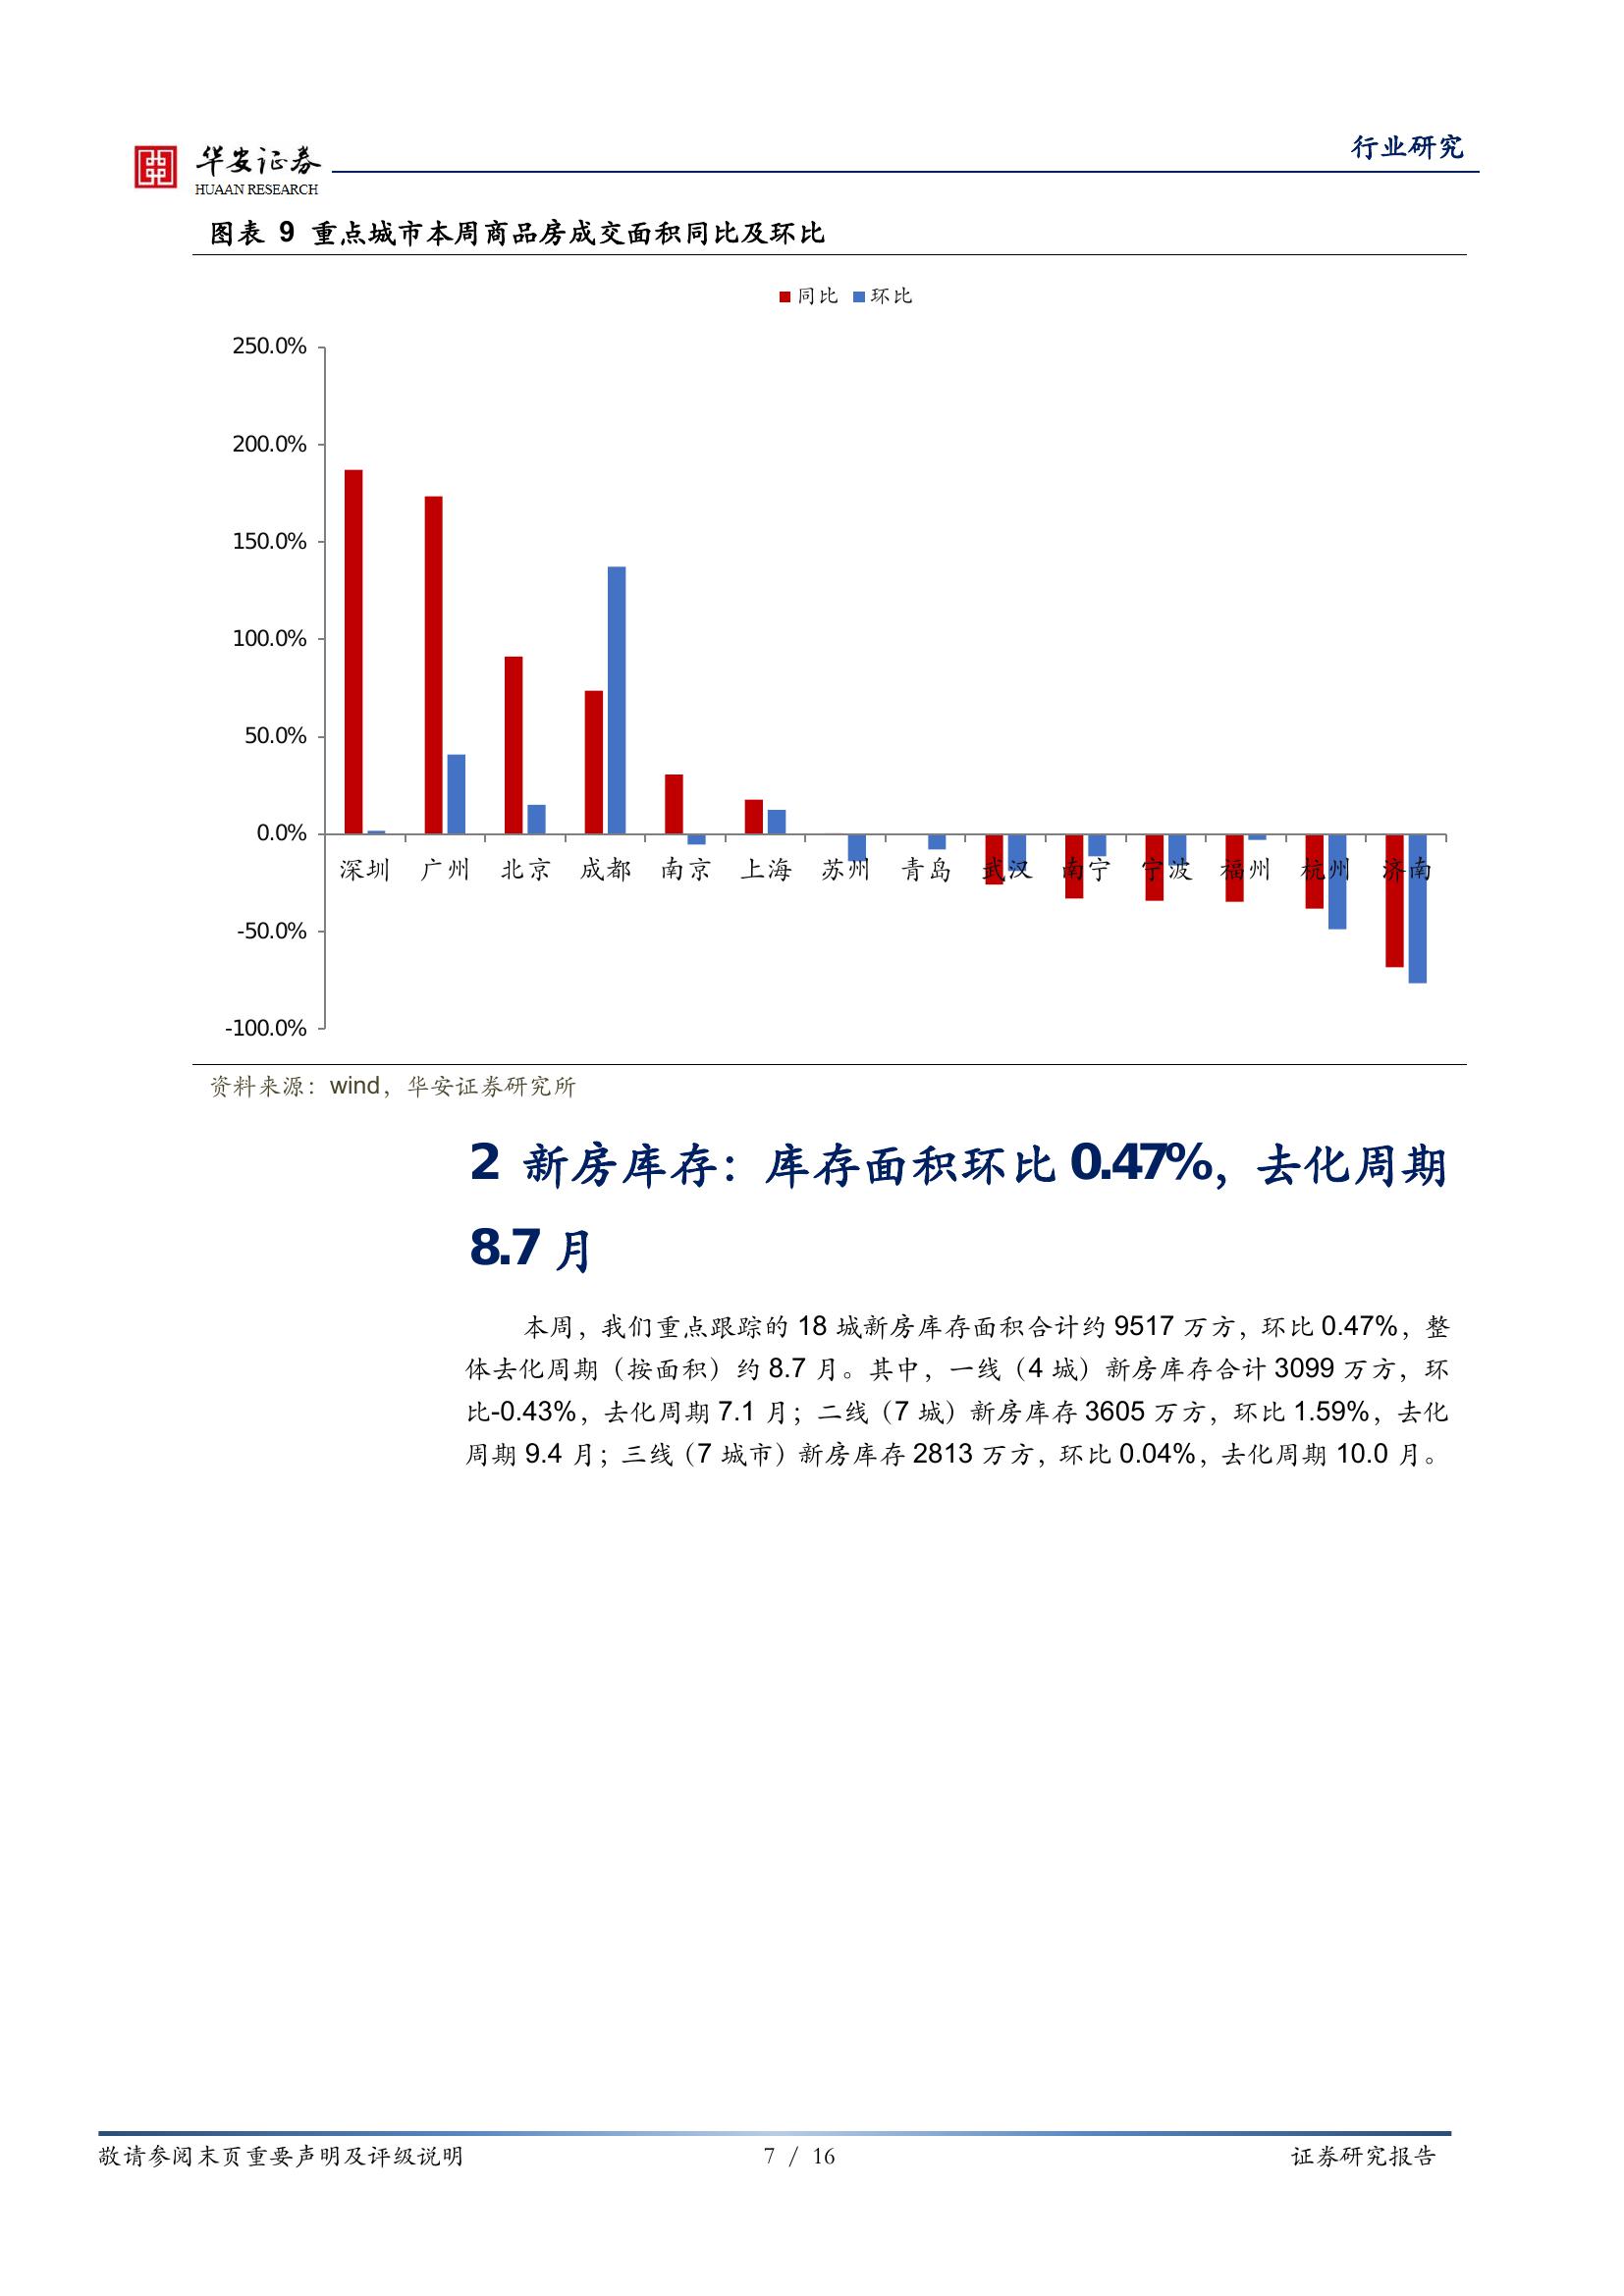 华安证券
HUAAN RESEARCH
行业研究
图表 9 重点城市本周商品房成交面积同比及环比
同比 环比
250.0%
200.0%
150.0%
100.0%
50.0%
0.0%
深圳 广州 北京 成都 南京 上海 苏州 青岛 武汉 南宁 宁波 福州 杭州 济南
-50.0%
-100.0%
资料来源：wind，华安证券研究所
2 新房库存：库存面积环比 0.47%，去化周期
8.7 月
本周，我们重点跟踪的 18 城新房库存面积合计约 9517 万方，环比 0.47%，整
体去化周期（按面积）约 8.7 月。其中，一线（4 城）新房库存合计 3099 万方，环
比-0.43%，去化周期 7.1 月；二线（7 城）新房库存 3605 万方，环比 1.59%，去化
周期 9.4 月；三线（7 城市）新房库存 2813 万方，环比 0.04%，去化周期 10.0 月。
敬请参阅末页重要声明及评级说明 7 / 16 证券研究报告